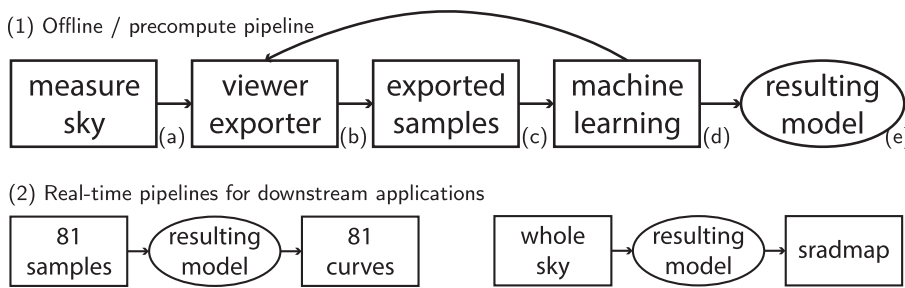 (1) Offline / precompute pipeline
measure
sky
(a)
viewer
exporter
(b)
exported
samples
(c)
machine
learning
(d)
resulting
model
(e)
(2) Real-time pipelines for downstream applications
81
samples
resulting
model
81
curves
whole
sky
resulting
model
sradmap